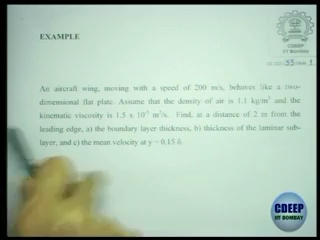 EXAMPLE
CDEEP
IIT Bombay
An aircraft wing, moving with a speed of 200 m/s, behaves like a two-
dimensional flat plate. Assume that the density of air is 1.1 kg/m³ and the
kinematic viscosity is 1.5 x 10⁻⁵ m²/s. Find, at a distance of 2 m from the
leading edge, a) the boundary layer thickness, b) thickness of the laminar sub-
layer, and c) the mean velocity at y = 0.15 δ.
CDEEP
IIT BOMBAY